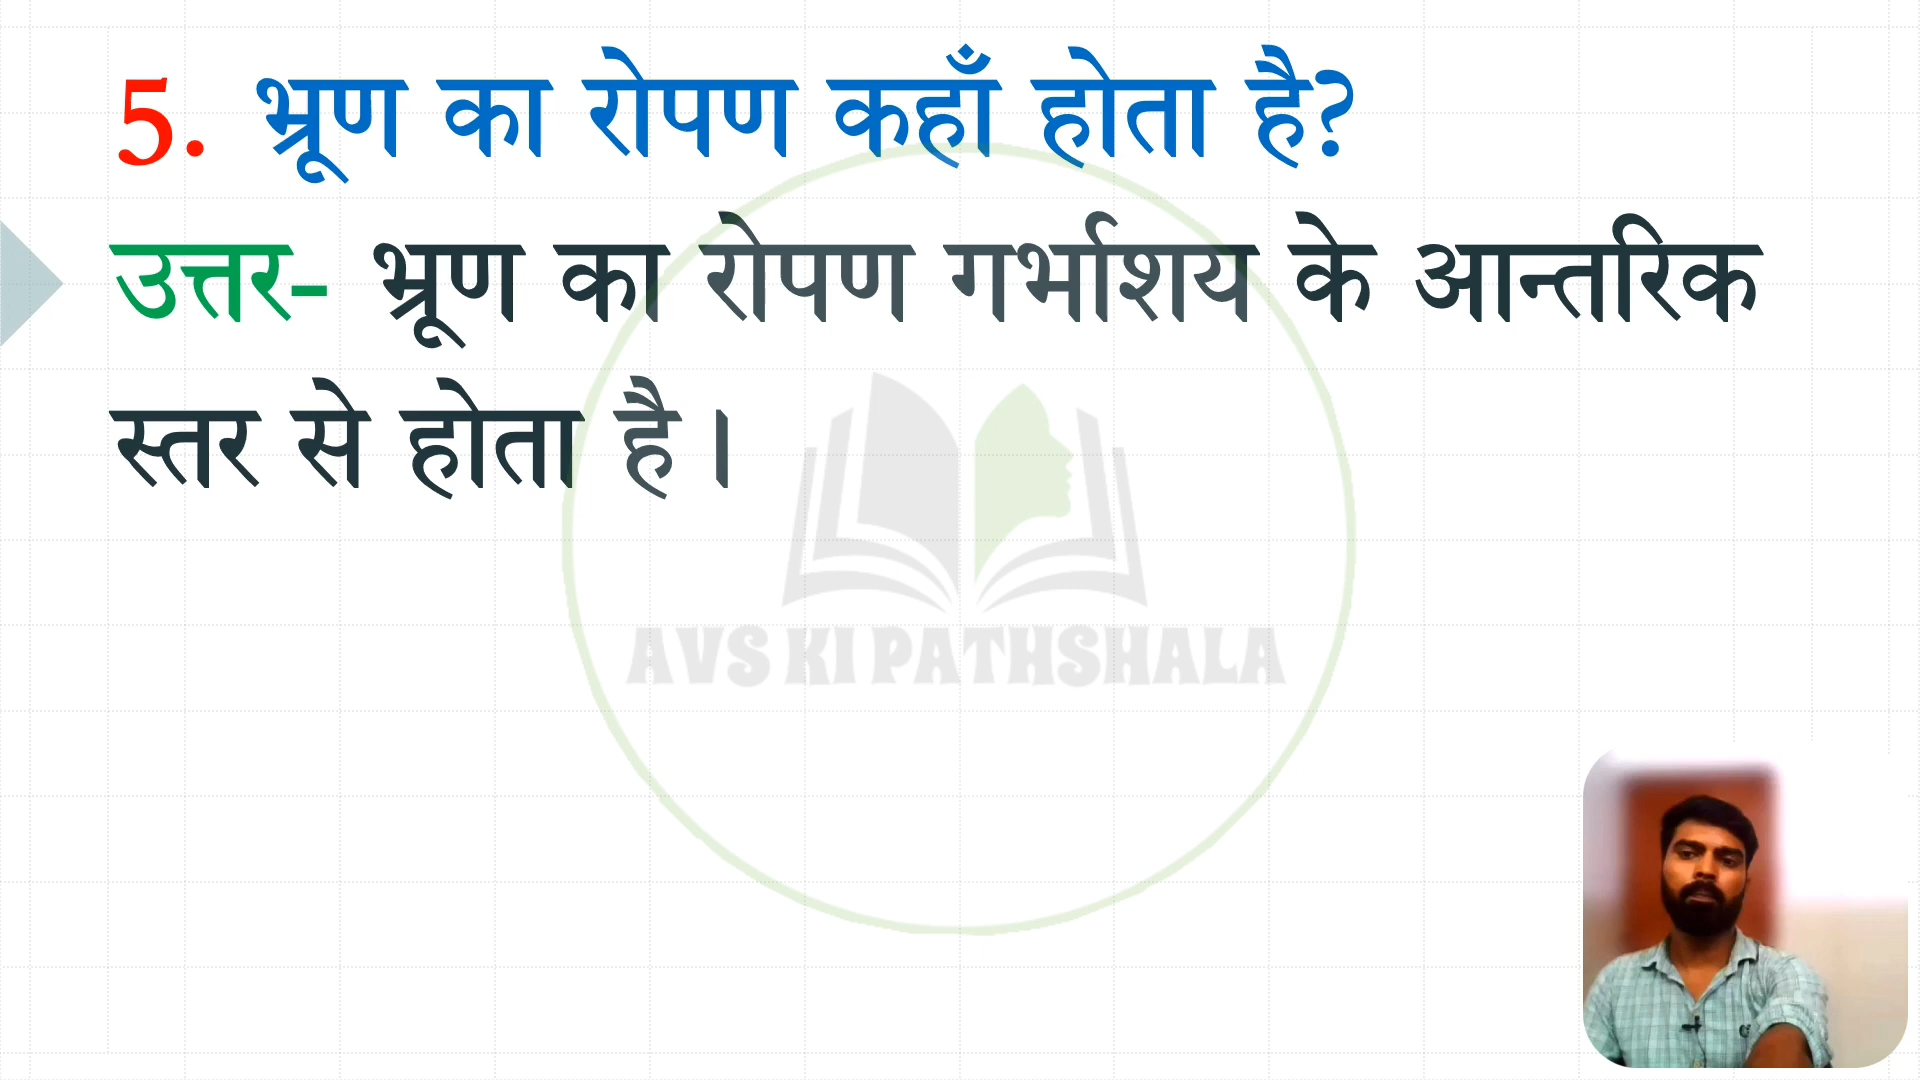 5. भ्रूण का रोपण कहाँ होता है?
उत्तर- भ्रूण का रोपण गर्भाशय के आन्तरिक
स्तर से होता है।
AVS KI PATHSHALA